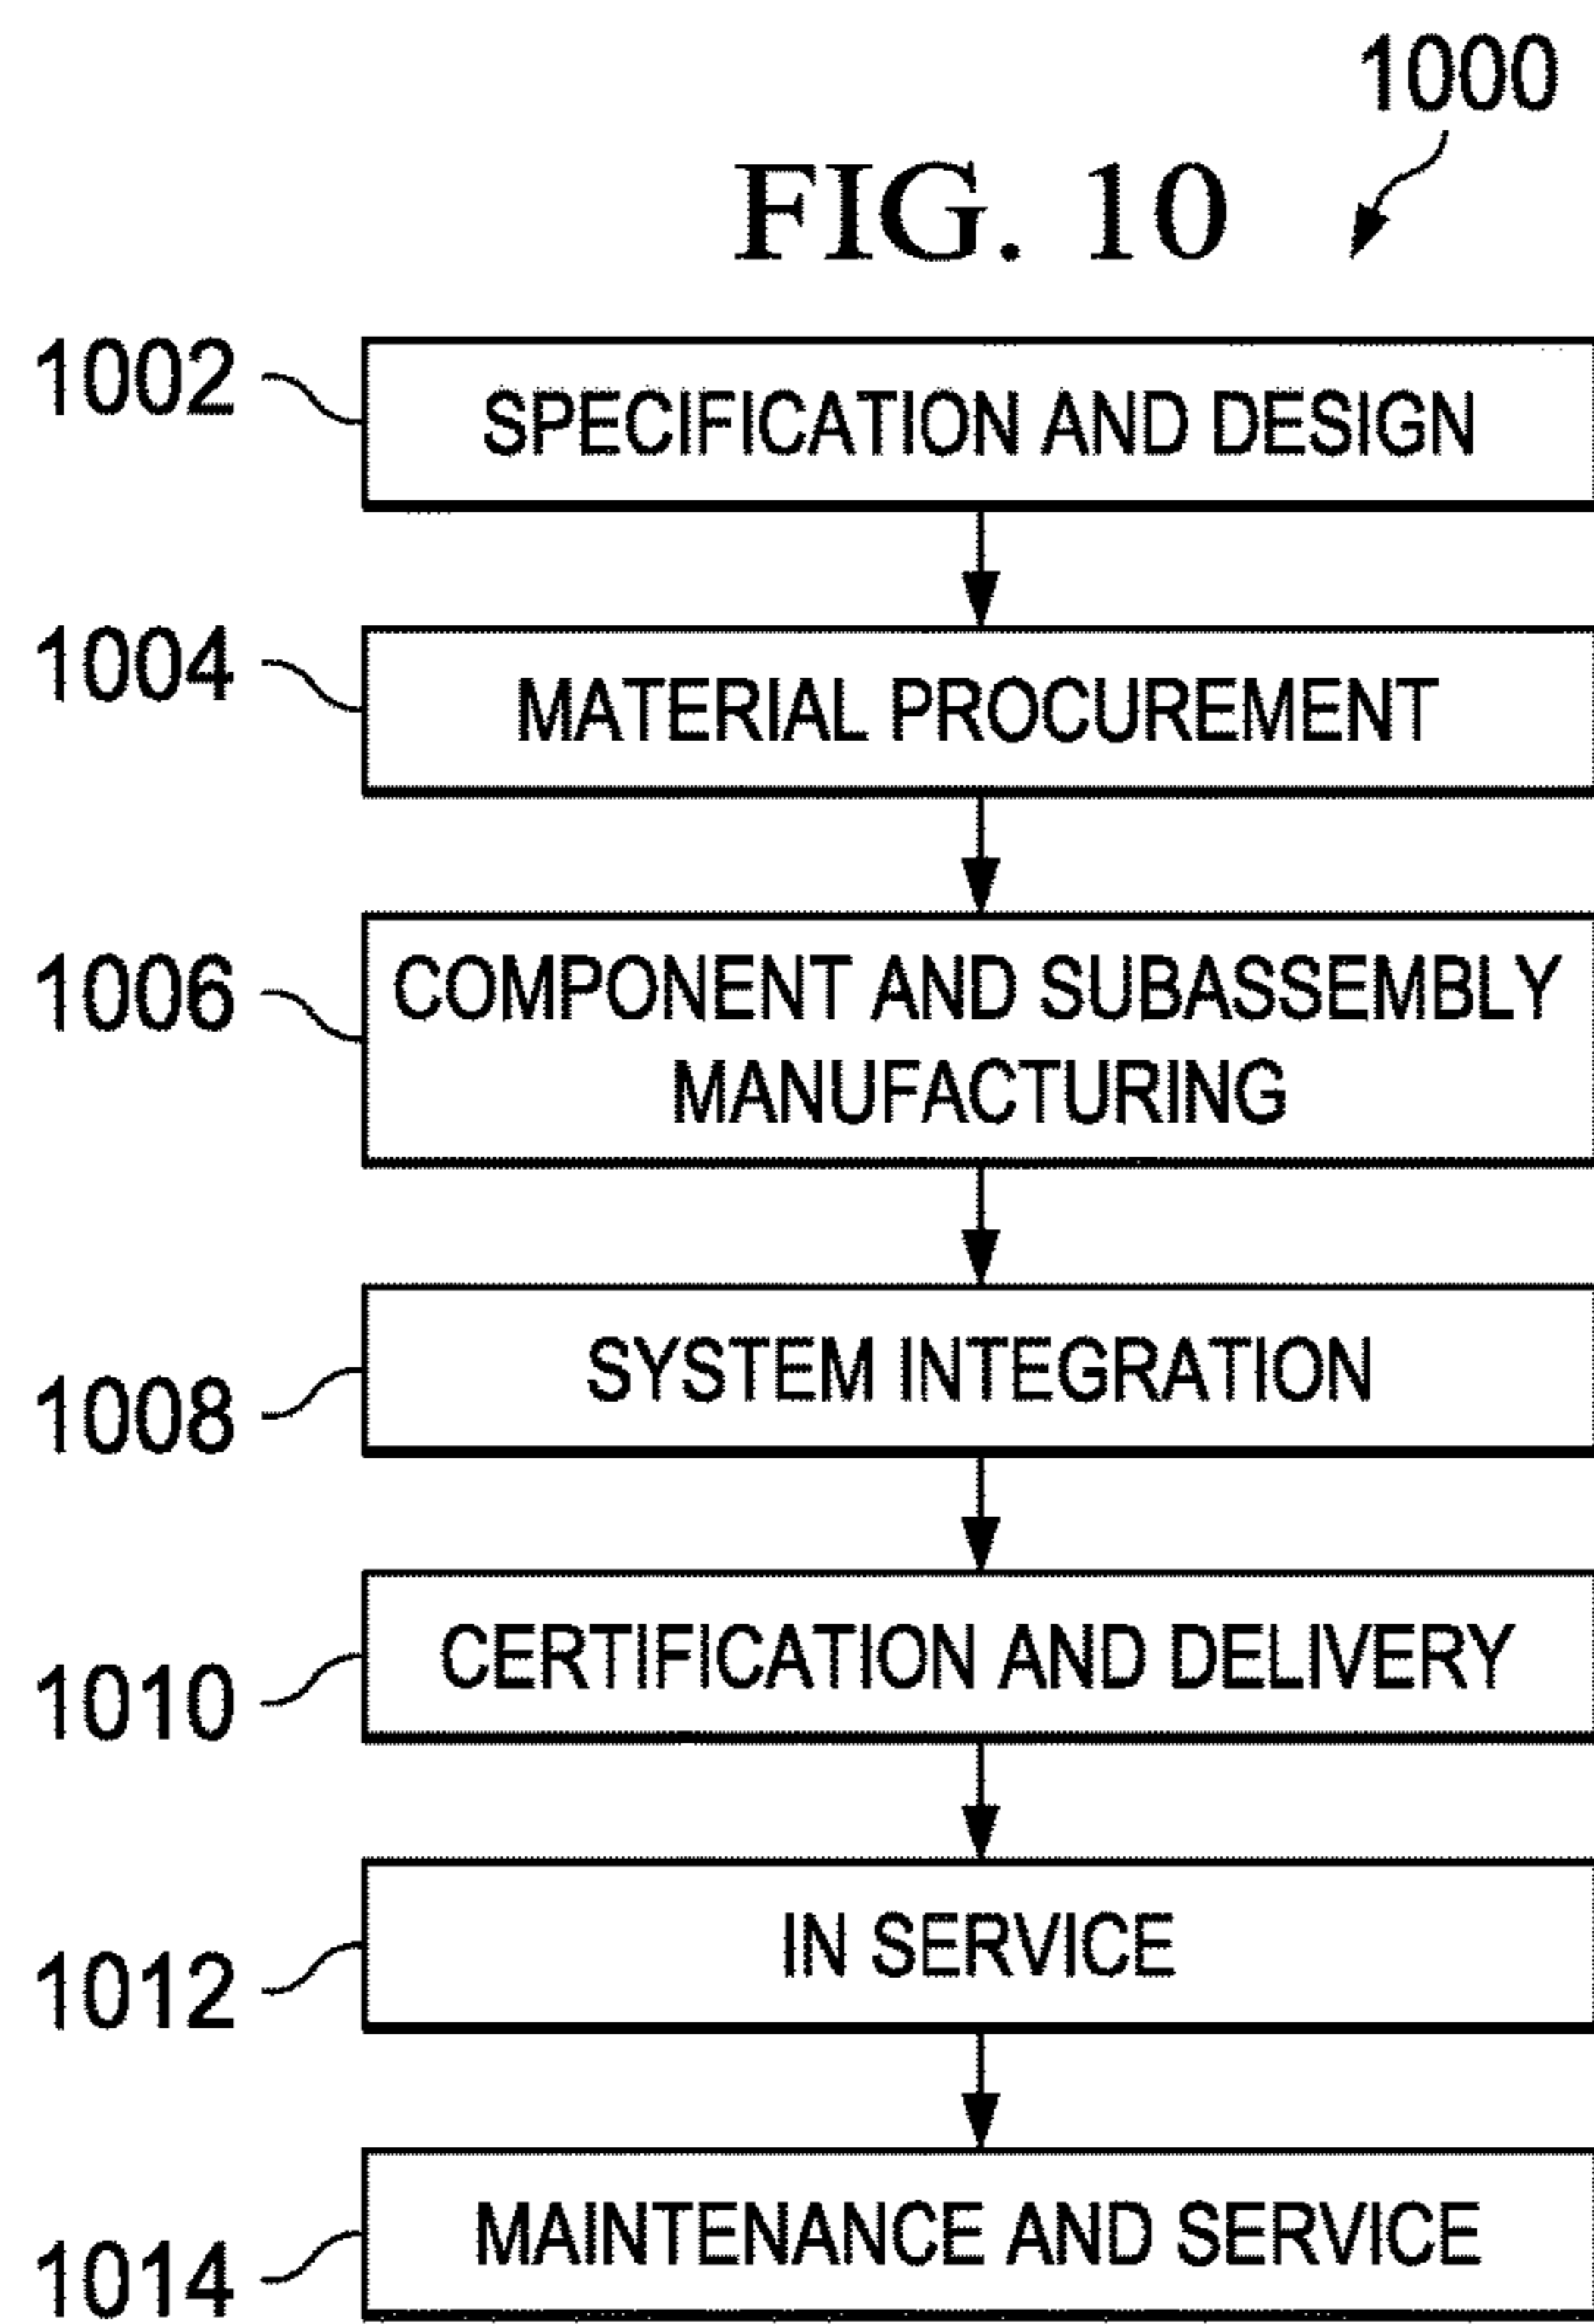 1000
FIG. 10
1002
SPECIFICATION AND DESIGN
1004
MATERIAL PROCUREMENT
1006
COMPONENT AND SUBASSEMBLY
MANUFACTURING
1008
SYSTEM INTEGRATION
1010
CERTIFICATION AND DELIVERY
1012
IN SERVICE
1014
MAINTENANCE AND SERVICE